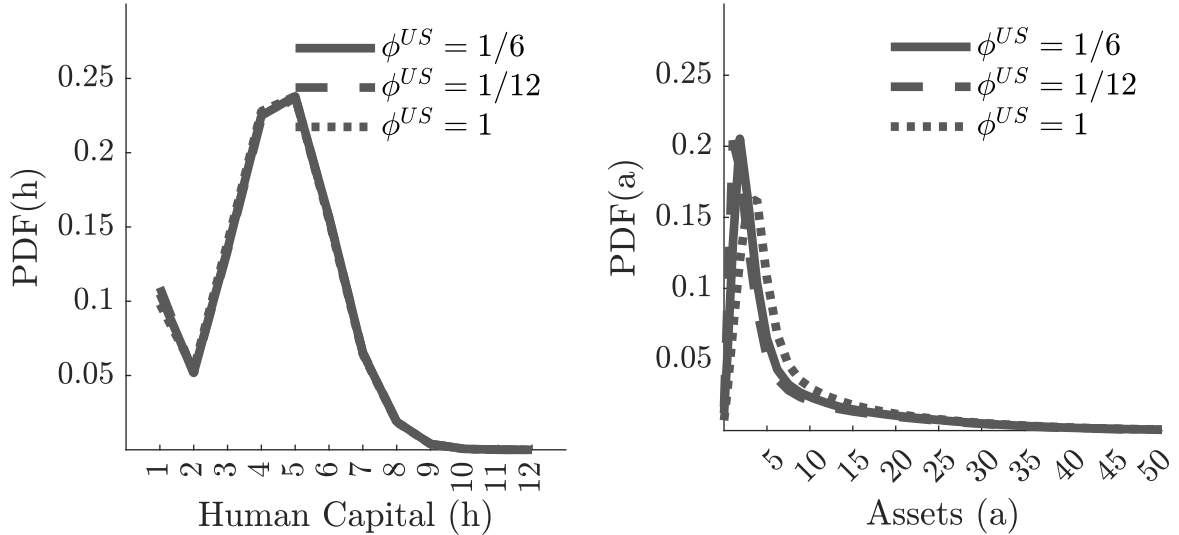 ϕ^{US} = 1/6
ϕ^{US} = 1/12
ϕ^{US} = 1
0.25
0.2
0.15
0.1
0.05
PDF(h)
1 2 3 4 5 6 7 8 9 10 11 12
Human Capital (h)
ϕ^{US} = 1/6
ϕ^{US} = 1/12
ϕ^{US} = 1
0.25
0.2
0.15
0.1
0.05
PDF(a)
5 10 15 20 25 30 35 40 45 50
Assets (a)